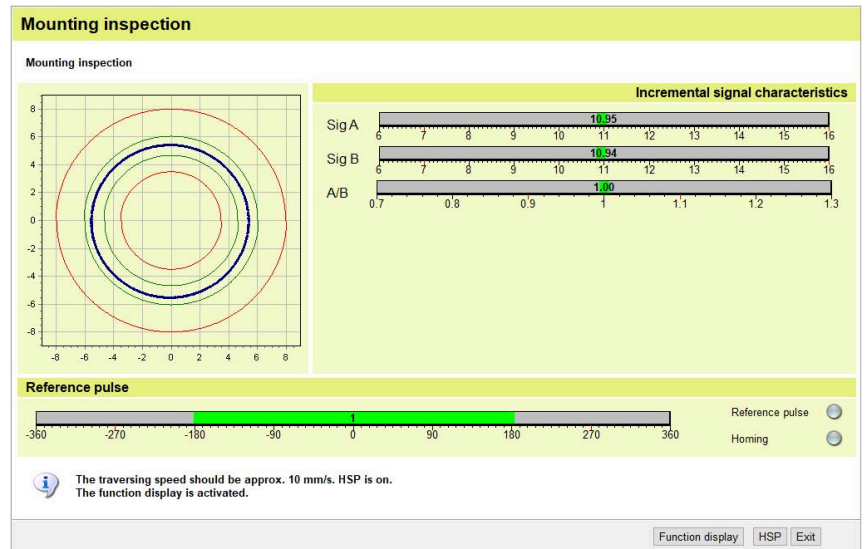 Mounting inspection
Mounting inspection
Incremental signal characteristics
8
6
4
2
0
-2
-4
-6
-8
-8 -6 -4 -2 0 2 4 6 8
Sig A
10.95
6 7 8 9 10 11 12 13 14 15 16
Sig B
10.94
6 7 8 9 10 11 12 13 14 15 16
A/B
1.00
0.7 0.8 0.9 1 1.1 1.2 1.3
Reference pulse
1
-360 -270 -180 -90 0 90 180 270 360
Reference pulse
Homing
The traversing speed should be approx. 10 mm/s. HSP is on.
The function display is activated.
Function display HSP Exit